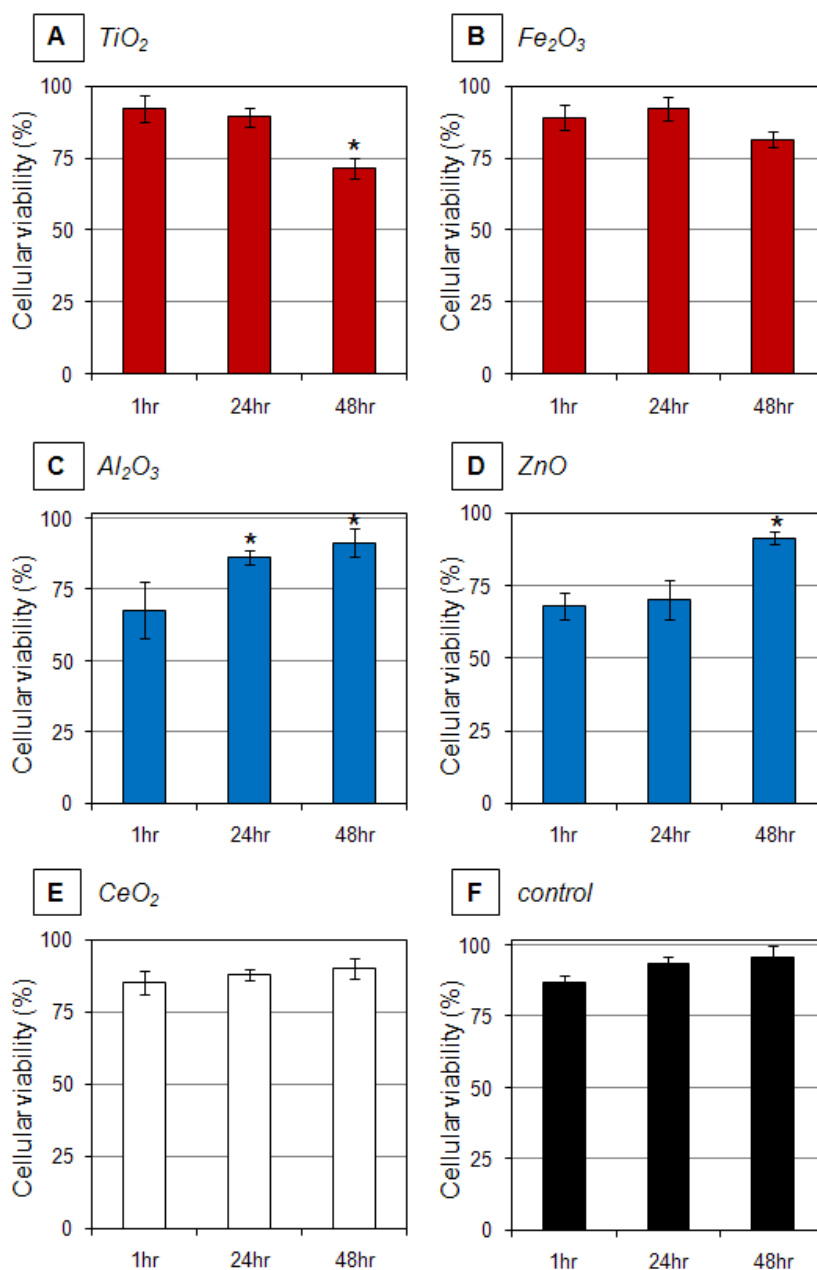 A TiO₂
Cellular viability (%)
100
75
50
25
0
*
1hr 24hr 48hr
B Fe₂O₃
Cellular viability (%)
100
75
50
25
0
1hr 24hr 48hr
C Al₂O₃
Cellular viability (%)
100
75
50
25
0
* *
1hr 24hr 48hr
D ZnO
Cellular viability (%)
100
75
50
25
0
*
1hr 24hr 48hr
E CeO₂
Cellular viability (%)
100
75
50
25
0
1hr 24hr 48hr
F control
Cellular viability (%)
100
75
50
25
0
1hr 24hr 48hr